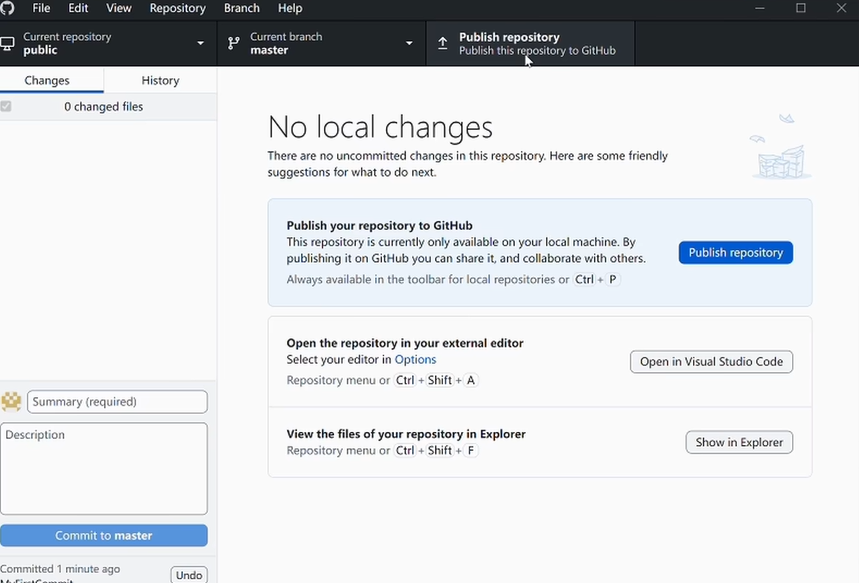 File Edit View Repository Branch Help
Current repository
public
Current branch
master
Publish repository
Publish this repository to GitHub
Changes History
0 changed files
No local changes
There are no uncommitted changes in this repository. Here are some friendly
suggestions for what to do next.
Publish your repository to GitHub
This repository is currently only available on your local machine. By
publishing it on GitHub you can share it, and collaborate with others.
Always available in the toolbar for local repositories or Ctrl + P
Publish repository
Open the repository in your external editor
Select your editor in Options
Repository menu or Ctrl + Shift + A
Open in Visual Studio Code
View the files of your repository in Explorer
Repository menu or Ctrl + Shift + F
Show in Explorer
Summary (required)
Description
Commit to master
Committed 1 minute ago
MyFirstCommit
Undo